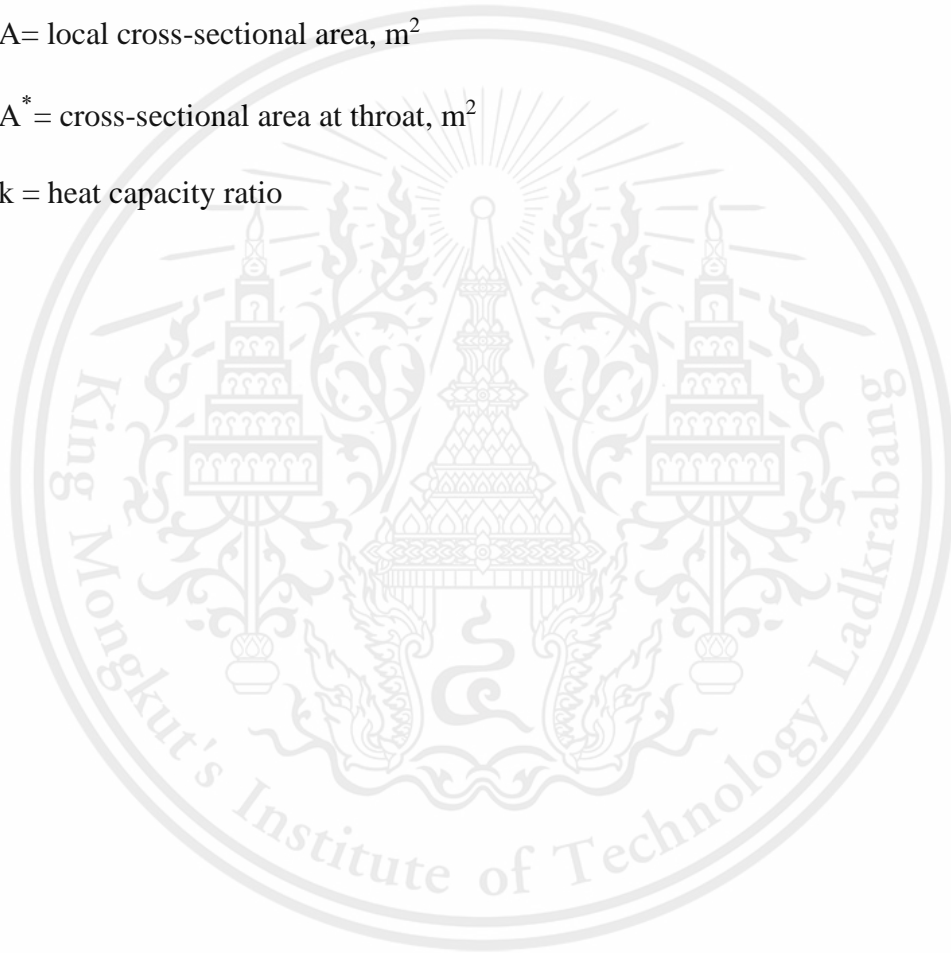 A= local cross-sectional area, m²
A*= cross-sectional area at throat, m²
k = heat capacity ratio
King Mongkut's Institute of Technology Ladkrabang